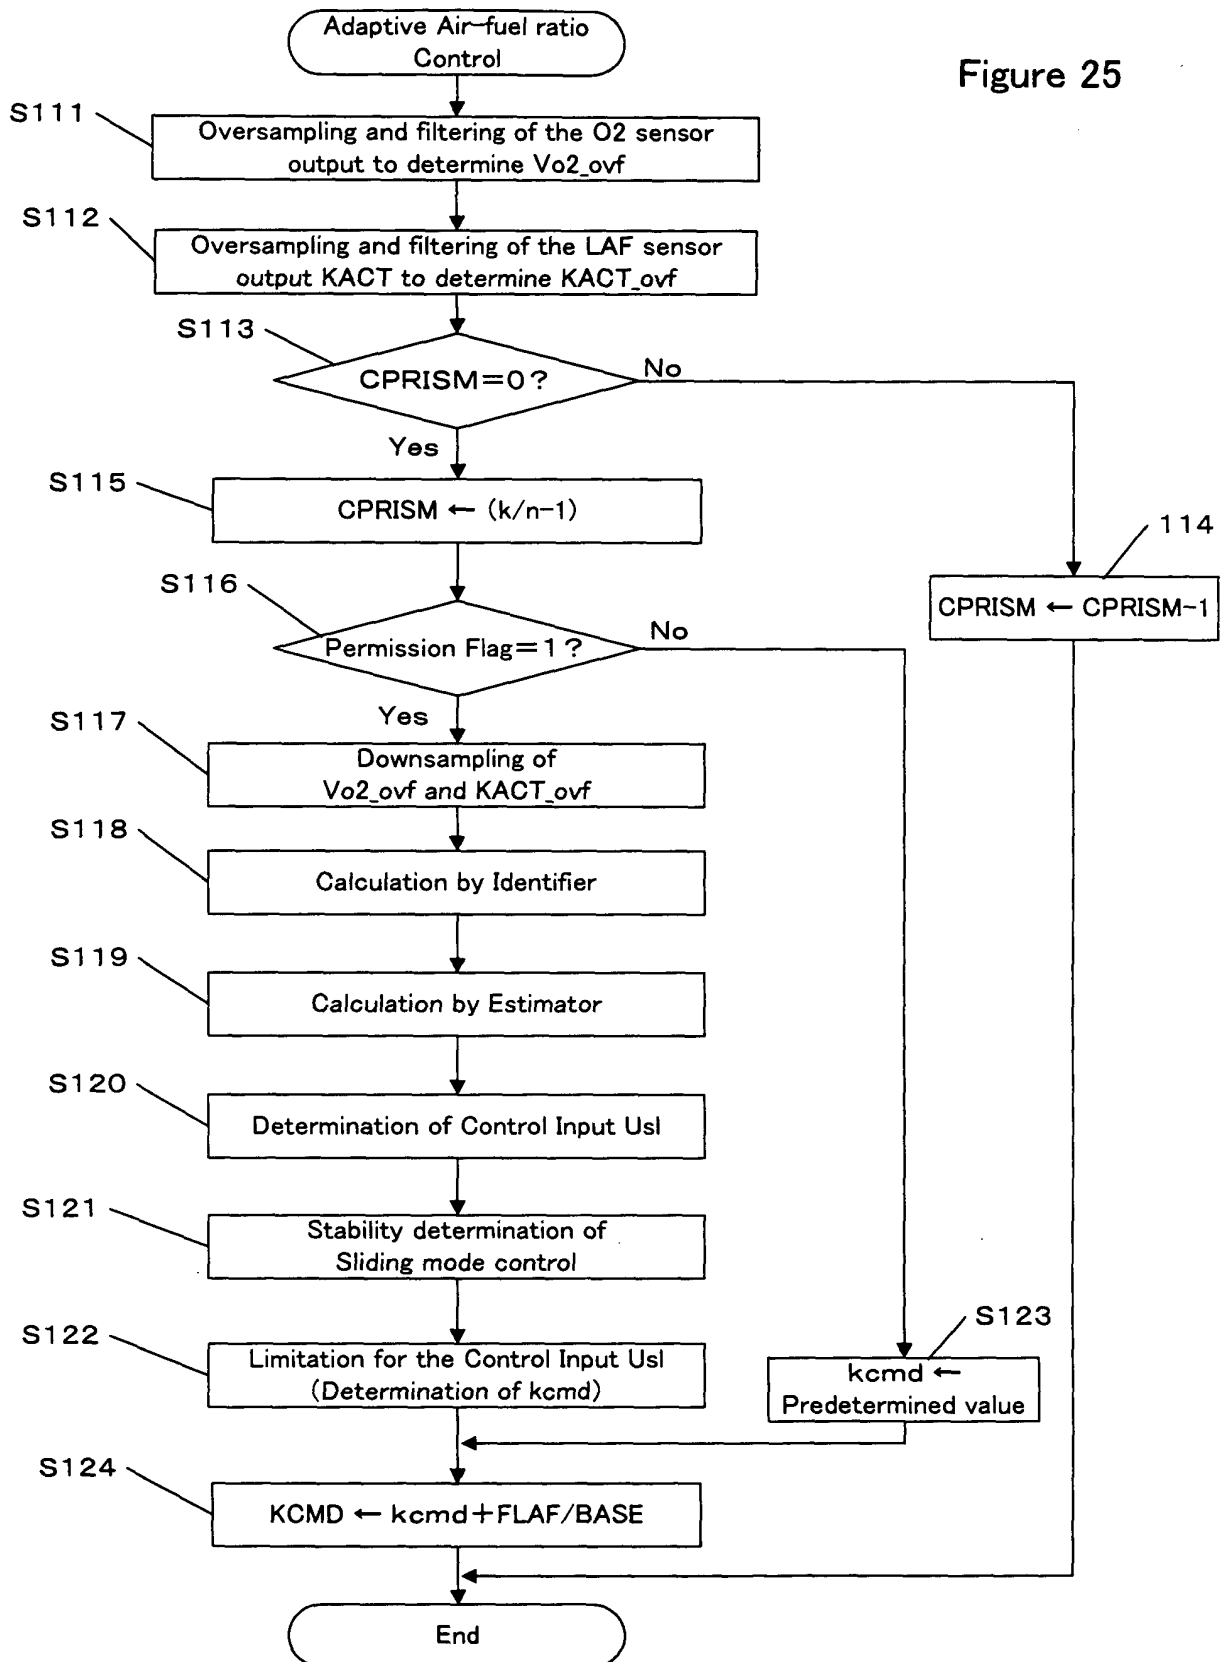 Adaptive Air-fuel ratio
Control
Figure 25
S111
Oversampling and filtering of the O2 sensor
output to determine Vo2_ovf
S112
Oversampling and filtering of the LAF sensor
output KACT to determine KACT_ovf
S113
CPRISM=0?
No
Yes
S115
CPRISM ← (k/n-1)
114
CPRISM ← CPRISM-1
S116
Permission Flag=1?
No
Yes
S117
Downsampling of
Vo2_ovf and KACT_ovf
S118
Calculation by Identifier
S119
Calculation by Estimator
S120
Determination of Control Input Usl
S121
Stability determination of
Sliding mode control
S122
Limitation for the Control Input Usl
(Determination of kcmd)
S123
kcmd ←
Predetermined value
S124
KCMD ← kcmd+FLAF/BASE
End